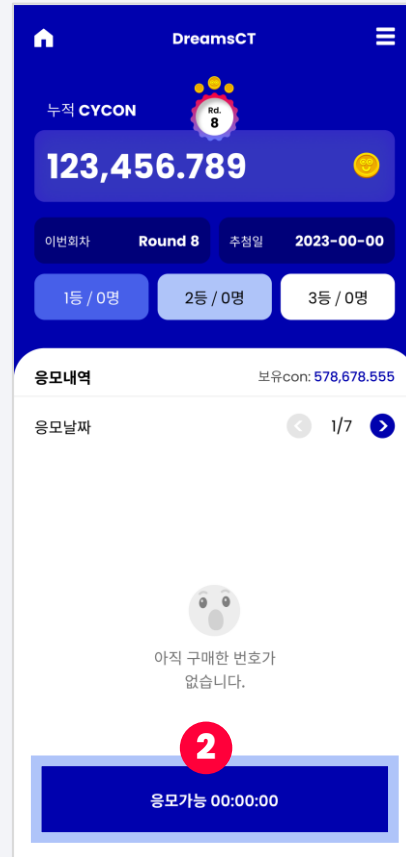 DreamsCT
누적 CYCON
Rd.
8
123,456.789
이번회차 Round 8 추첨일 2023-00-00
1등 / 0명 2등 / 0명 3등 / 0명
응모내역 보유con: 578,678.555
응모날짜 1/7
아직 구매한 번호가
없습니다.
2
응모가능 00:00:00